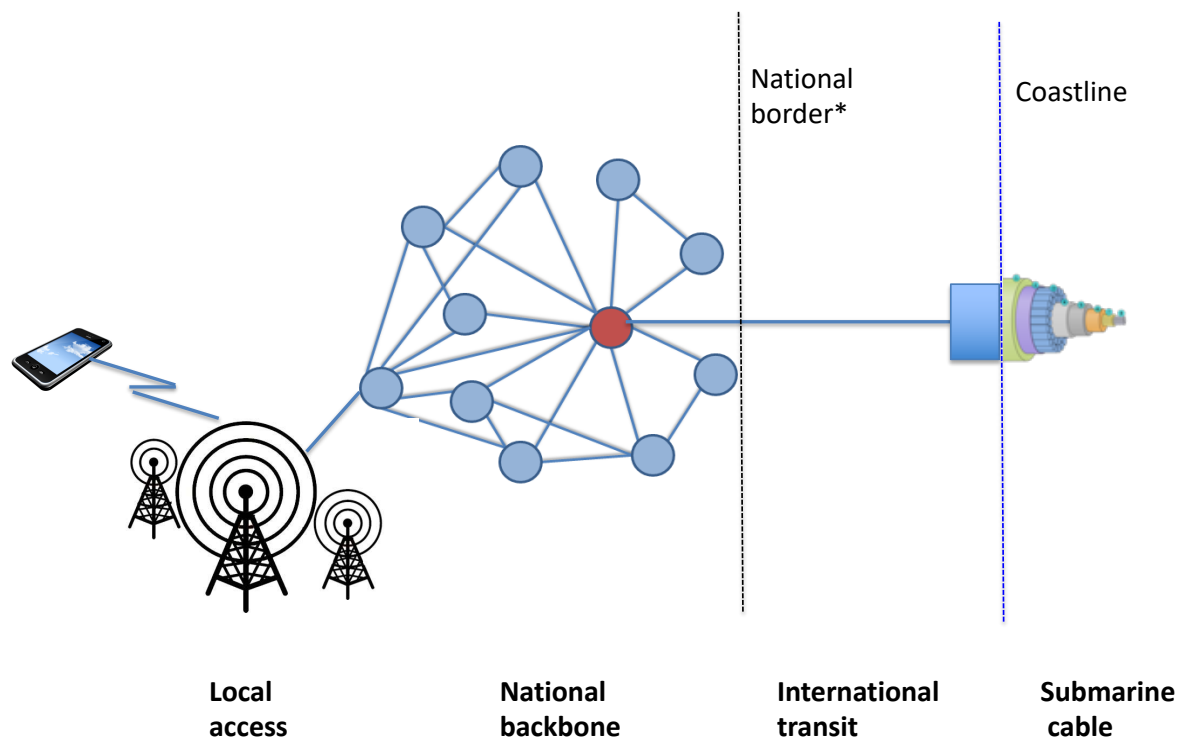 National
border*
Coastline
Local
access
National
backbone
International
transit
Submarine
cable